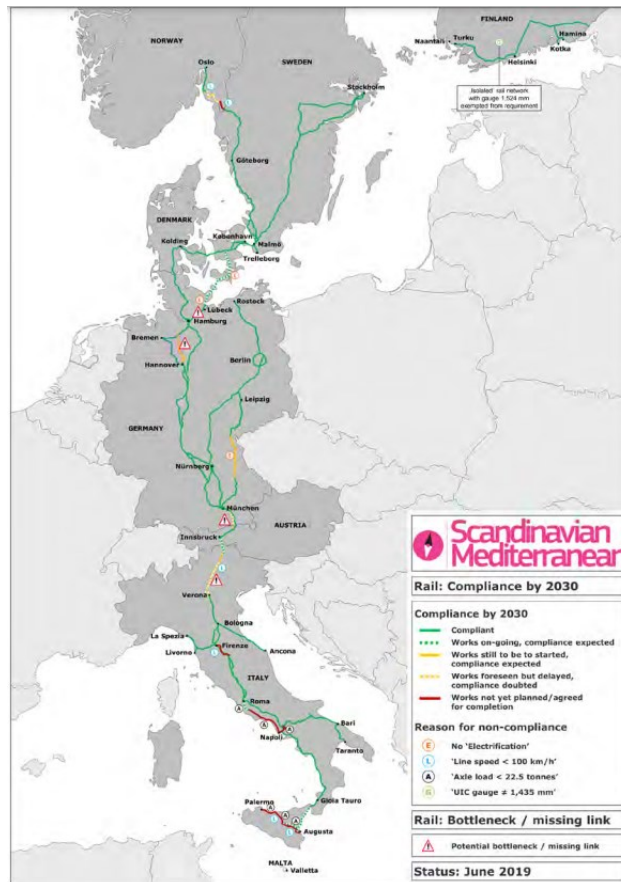 NORWAY
SWEDEN
FINLAND
Oslo
Stockholm
Naantali
Turku
Helsinki
Hamina
Kotka
G
'Isolated' rail network
with gauge 1,524 mm
exempted from requirement
L
L
Göteborg
DENMARK
København
Kolding
Malmö
Trelleborg
E
E
Rostock
Lübeck
Hamburg
Bremen
Berlin
Hannover
Leipzig
GERMANY
E
Nürnberg
München
AUSTRIA
Innsbruck
L
Verona
Bologna
La Spezia
Firenze
Livorno
L
Ancona
ITALY
Roma
A
A
A
Napoli
Bari
Taranto
Gioia Tauro
Palermo
A
A
A
L
L
Augusta
MALTA
Valletta
Scandinavian
Mediterranean
Rail: Compliance by 2030
Compliance by 2030
Compliant
Works on-going, compliance expected
Works still to be to started,
compliance expected
Works foreseen but delayed,
compliance doubted
Works not yet planned/agreed
for completion
Reason for non-compliance
E No 'Electrification'
L 'Line speed < 100 km/h'
A 'Axle load < 22.5 tonnes'
G 'UIC gauge ≠ 1,435 mm'
Rail: Bottleneck / missing link
Potential bottleneck / missing link
Status: June 2019